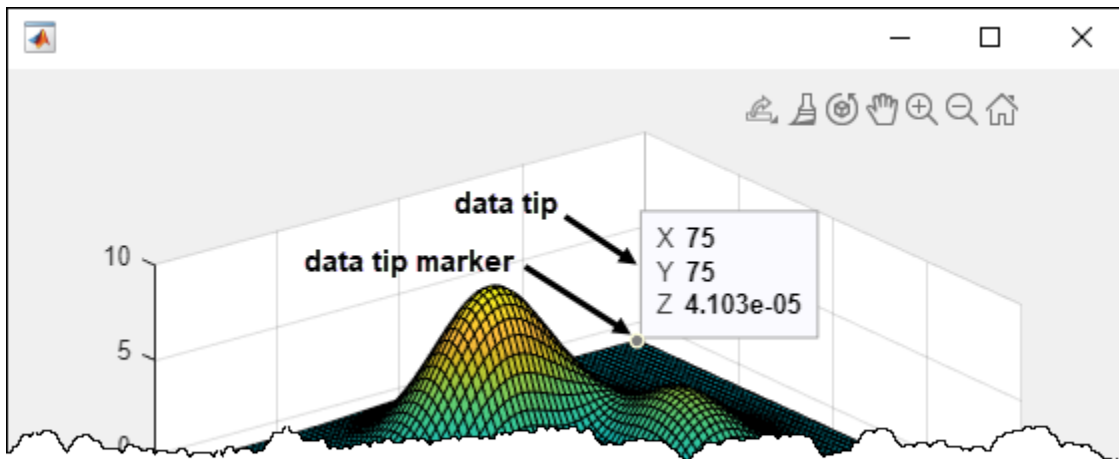 data tip
X 75
Y 75
Z 4.103e-05
data tip marker
10
5
0